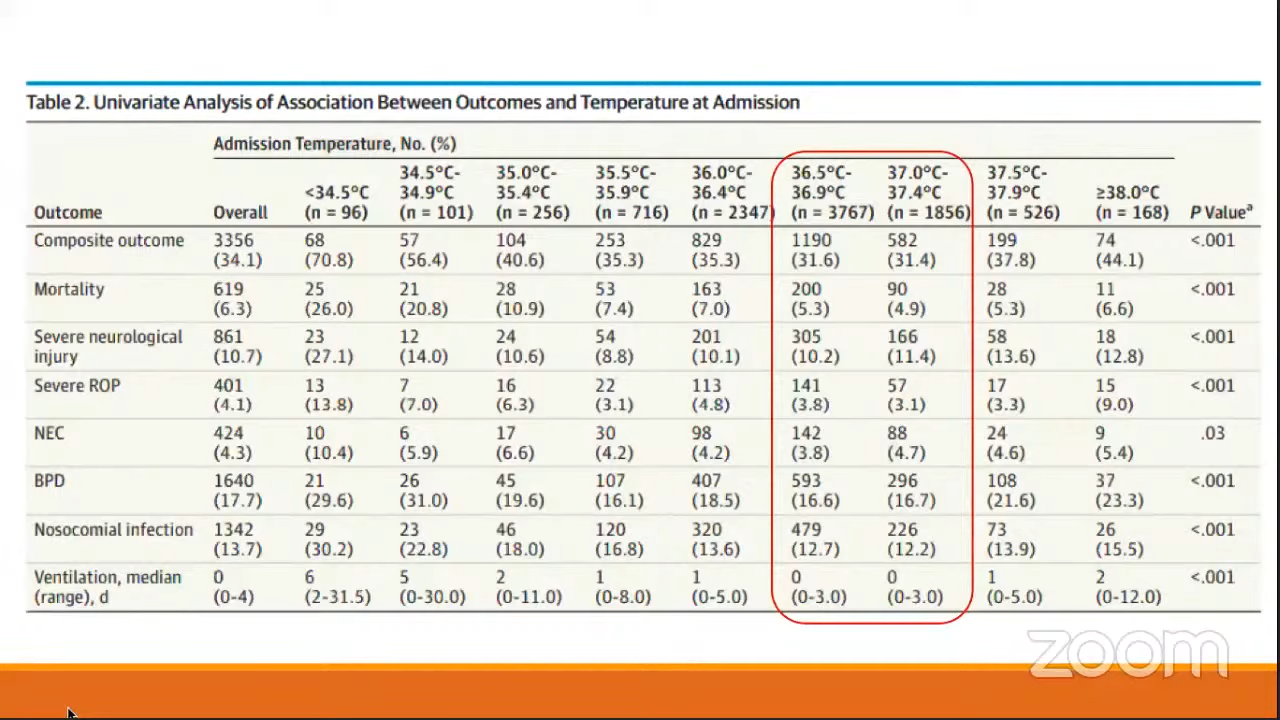 Table 2. Univariate Analysis of Association Between Outcomes and Temperature at Admission
Admission Temperature, No. (%)
Outcome Overall <34.5°C (n = 96) 34.5°C-34.9°C (n = 101) 35.0°C-35.4°C (n = 256) 35.5°C-35.9°C (n = 716) 36.0°C-36.4°C (n = 2347) 36.5°C-36.9°C (n = 3767) 37.0°C-37.4°C (n = 1856) 37.5°C-37.9°C (n = 526) ≥38.0°C (n = 168) P Valueᵃ
Composite outcome 3356 68 57 104 253 829 1190 582 199 74 <.001
(34.1) (70.8) (56.4) (40.6) (35.3) (35.3) (31.6) (31.4) (37.8) (44.1)
Mortality 619 25 21 28 53 163 200 90 28 11 <.001
(6.3) (26.0) (20.8) (10.9) (7.4) (7.0) (5.3) (4.9) (5.3) (6.6)
Severe neurological 861 23 12 24 54 201 305 166 58 18 <.001
injury (10.7) (27.1) (14.0) (10.6) (8.8) (10.1) (10.2) (11.4) (13.6) (12.8)
Severe ROP 401 13 7 16 22 113 141 57 17 15 <.001
(4.1) (13.8) (7.0) (6.3) (3.1) (4.8) (3.8) (3.1) (3.3) (9.0)
NEC 424 10 6 17 30 98 142 88 24 9 .03
(4.3) (10.4) (5.9) (6.6) (4.2) (4.2) (3.8) (4.7) (4.6) (5.4)
BPD 1640 21 26 45 107 407 593 296 108 37 <.001
(17.7) (29.6) (31.0) (19.6) (16.1) (18.5) (16.6) (16.7) (21.6) (23.3)
Nosocomial infection 1342 29 23 46 120 320 479 226 73 26 <.001
(13.7) (30.2) (22.8) (18.0) (16.8) (13.6) (12.7) (12.2) (13.9) (15.5)
Ventilation, median 0 6 5 2 1 1 0 0 1 2 <.001
(range), d (0-4) (2-31.5) (0-30.0) (0-11.0) (0-8.0) (0-5.0) (0-3.0) (0-3.0) (0-5.0) (0-12.0)
zoom